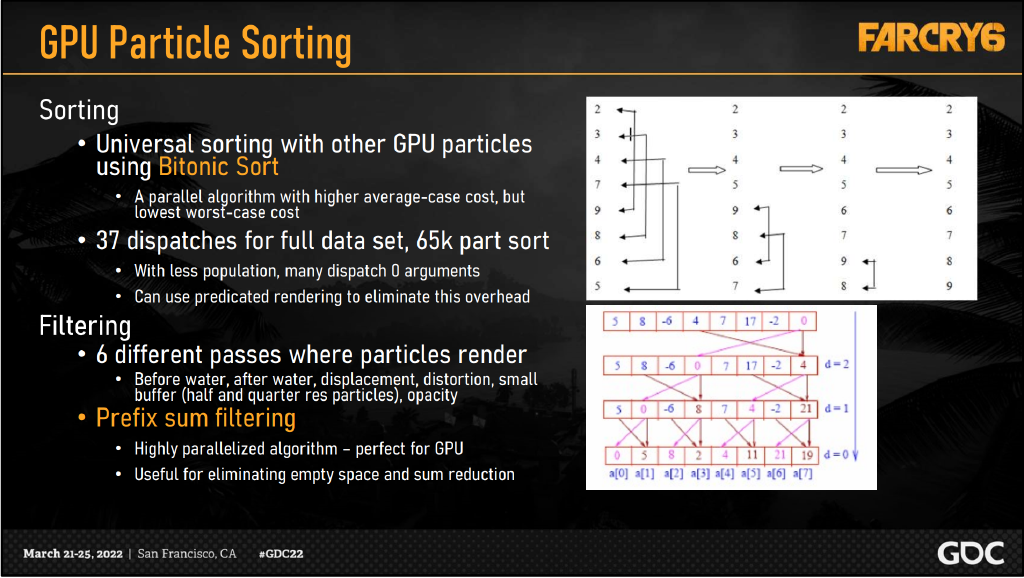 GPU Particle Sorting
FARCRY6
Sorting
• Universal sorting with other GPU particles
using Bitonic Sort
• A parallel algorithm with higher average-case cost, but
lowest worst-case cost
• 37 dispatches for full data set, 65k part sort
• With less population, many dispatch 0 arguments
• Can use predicated rendering to eliminate this overhead
Filtering
• 6 different passes where particles render
• Before water, after water, displacement, distortion, small
buffer (half and quarter res particles), opacity
• Prefix sum filtering
• Highly parallelized algorithm – perfect for GPU
• Useful for eliminating empty space and sum reduction
2 2 2 2
3 3 3 3
4 4 4 4
7 5 5 5
9 9 6 6
8 8 7 7
6 6 9 8
5 7 8 9
5 8 -6 4 7 17 -2 0
5 8 -6 0 7 17 -2 4 d=2
5 0 -6 8 7 4 -2 21 d=1
0 5 8 2 4 11 21 19 d=0
a[0] a[1] a[2] a[3] a[4] a[5] a[6] a[7]
March 21-25, 2022 | San Francisco, CA #GDC22
GDC